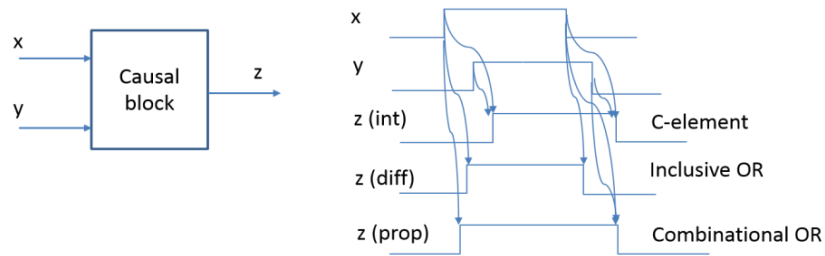 x
y
Causal
block
z
x
y
z (int)
C-element
z (diff)
Inclusive OR
z (prop)
Combinational OR